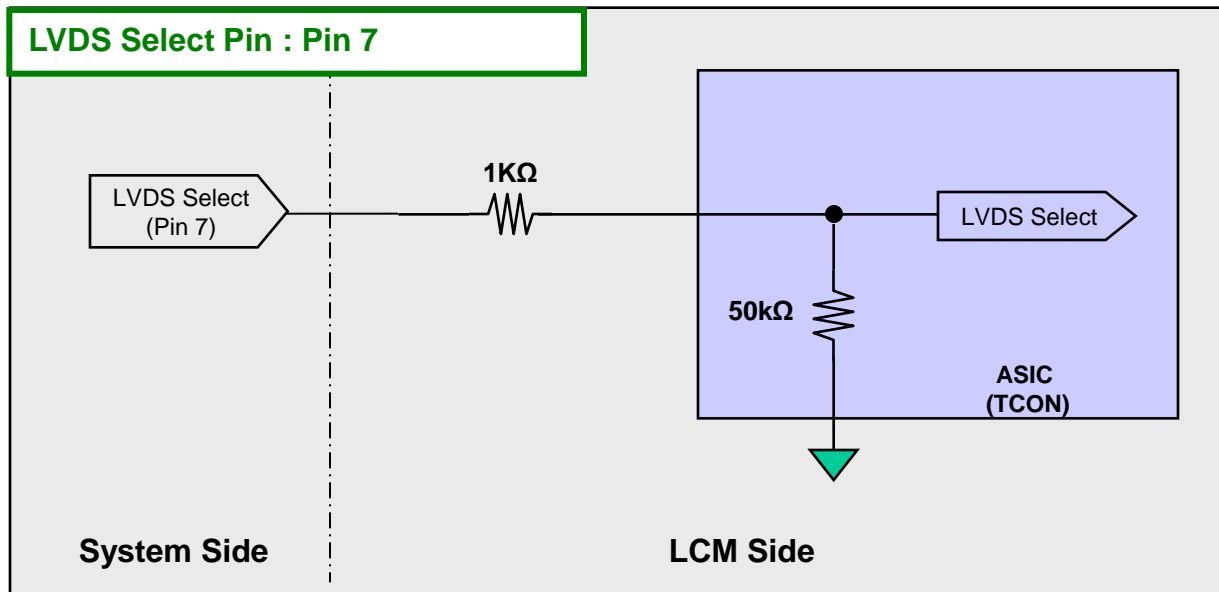 LVDS Select Pin : Pin 7
1KΩ
LVDS Select
(Pin 7)
LVDS Select
50kΩ
ASIC
(TCON)
System Side
LCM Side